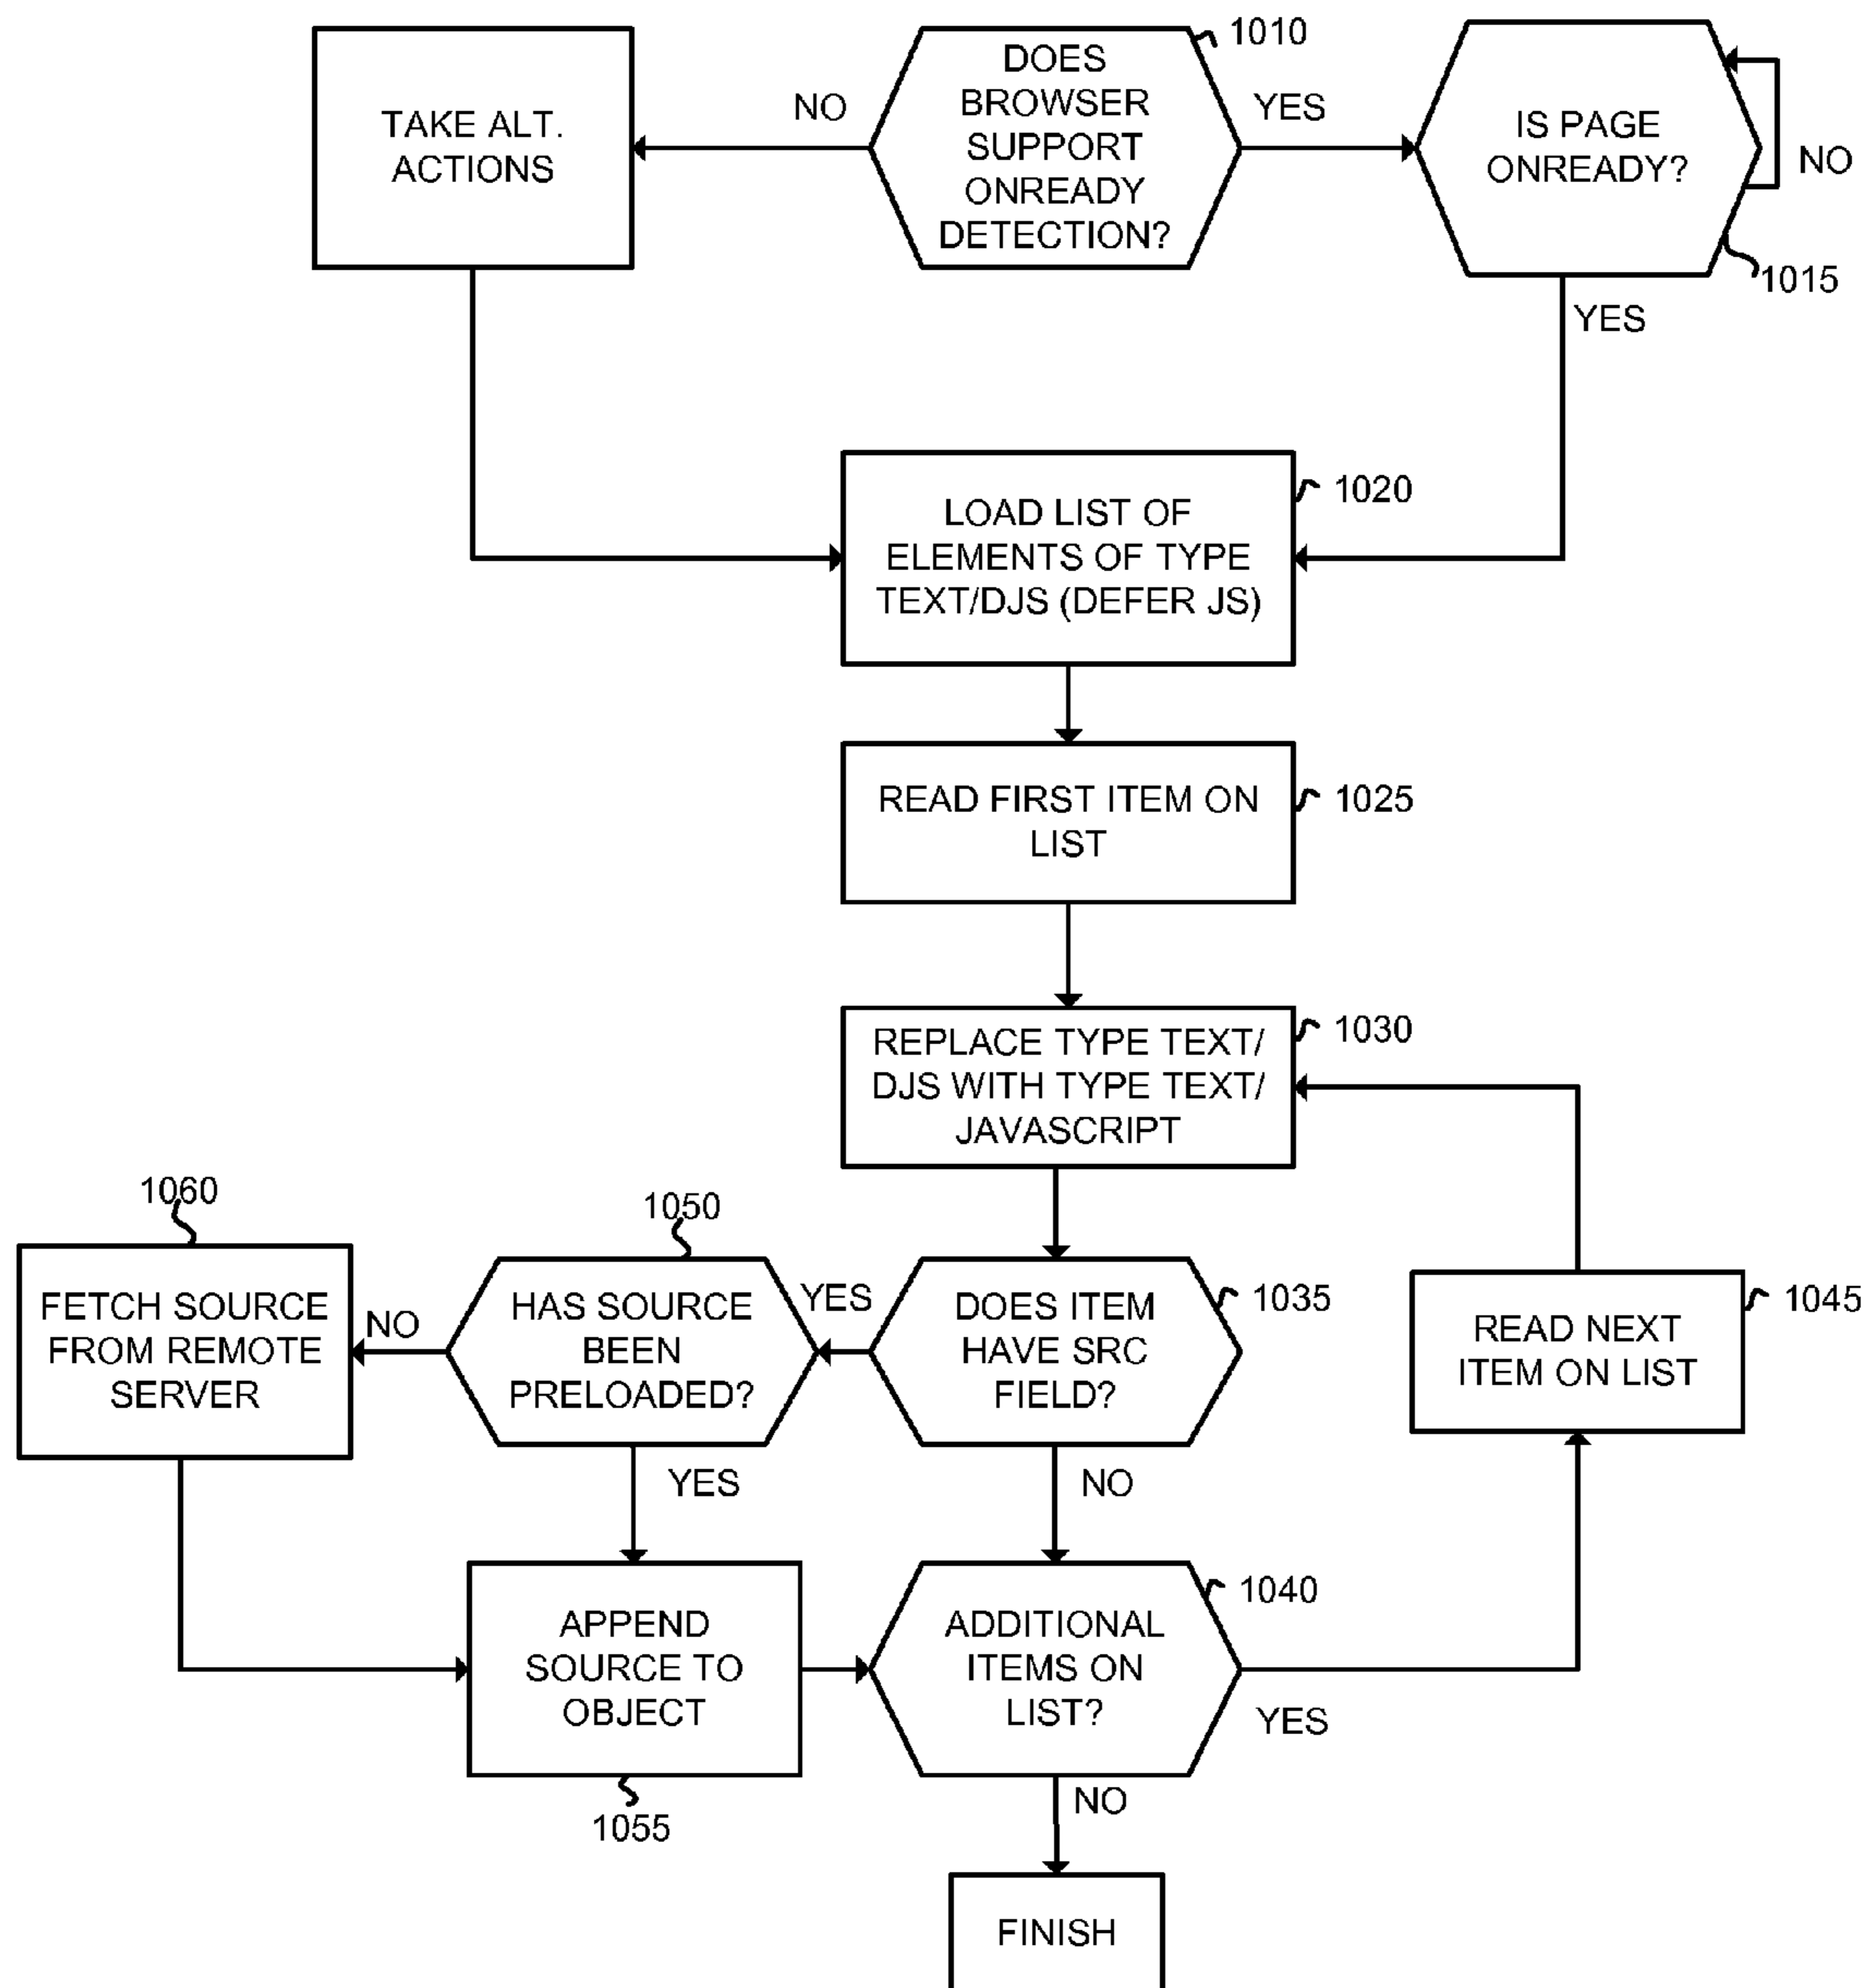 1010
DOES
BROWSER
SUPPORT
ONREADY
DETECTION?
NO
YES
TAKE ALT.
ACTIONS
IS PAGE
ONREADY?
NO
1015
YES
1020
LOAD LIST OF
ELEMENTS OF TYPE
TEXT/DJS (DEFER JS)
1025
READ FIRST ITEM ON
LIST
1030
REPLACE TYPE TEXT/
DJS WITH TYPE TEXT/
JAVASCRIPT
1060
FETCH SOURCE
FROM REMOTE
SERVER
NO
1050
HAS SOURCE
BEEN
PRELOADED?
YES
1035
DOES ITEM
HAVE SRC
FIELD?
1045
READ NEXT
ITEM ON LIST
YES
NO
APPEND
SOURCE TO
OBJECT
1055
1040
ADDITIONAL
ITEMS ON
LIST?
YES
NO
FINISH